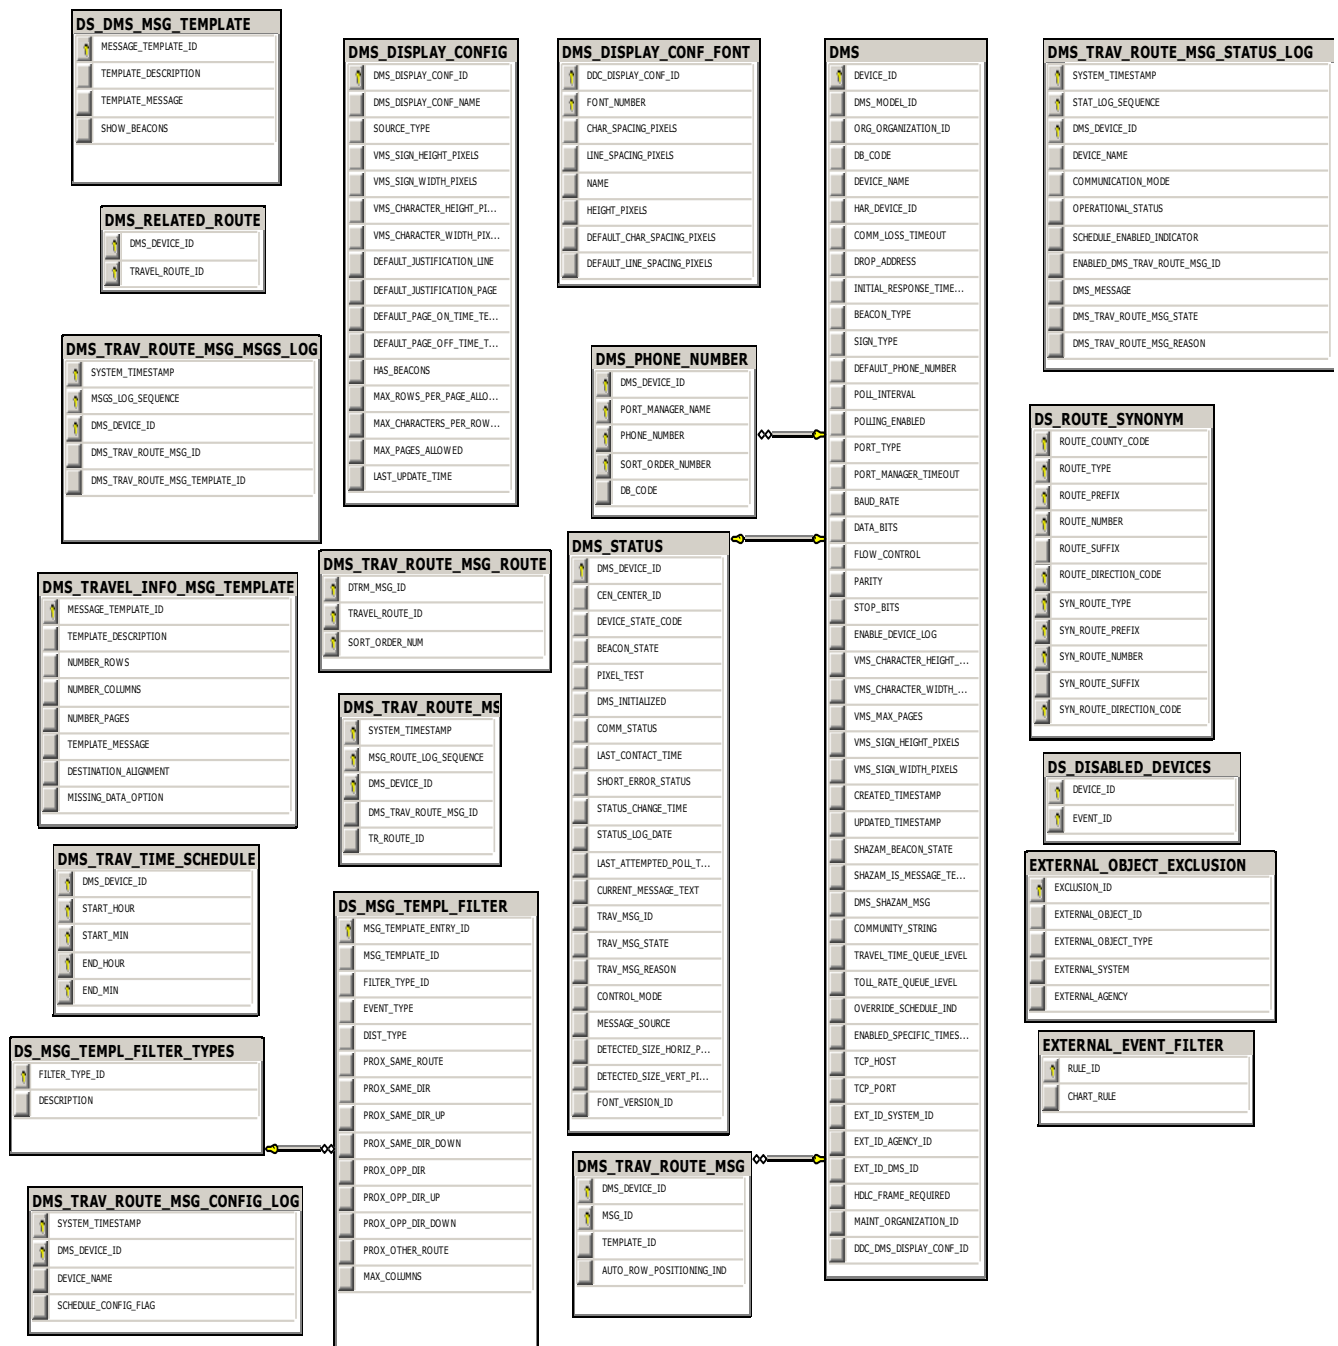 DS_DMS_MSG_TEMPLATE
MESSAGE_TEMPLATE_ID
TEMPLATE_DESCRIPTION
TEMPLATE_MESSAGE
SHOW_BEACONS
DMS_RELATED_ROUTE
DMS_DEVICE_ID
TRAVEL_ROUTE_ID
DMS_TRAV_ROUTE_MSG_MSGS_LOG
SYSTEM_TIMESTAMP
MSGS_LOG_SEQUENCE
DMS_DEVICE_ID
DMS_TRAV_ROUTE_MSG_ID
DMS_TRAV_ROUTE_MSG_TEMPLATE_ID
DMS_TRAVEL_INFO_MSG_TEMPLATE
MESSAGE_TEMPLATE_ID
TEMPLATE_DESCRIPTION
NUMBER_ROWS
NUMBER_COLUMNS
NUMBER_PAGES
TEMPLATE_MESSAGE
DESTINATION_ALIGNMENT
MISSING_DATA_OPTION
DMS_TRAV_TIME_SCHEDULE
DMS_DEVICE_ID
START_HOUR
START_MIN
END_HOUR
END_MIN
DS_MSG_TEMPL_FILTER_TYPES
FILTER_TYPE_ID
DESCRIPTION
DMS_TRAV_ROUTE_MSG_CONFIG_LOG
SYSTEM_TIMESTAMP
DMS_DEVICE_ID
DEVICE_NAME
SCHEDULE_CONFIG_FLAG
DMS_DISPLAY_CONFIG
DMS_DISPLAY_CONF_ID
DMS_DISPLAY_CONF_NAME
SOURCE_TYPE
VMS_SIGN_HEIGHT_PIXELS
VMS_SIGN_WIDTH_PIXELS
VMS_CHARACTER_HEIGHT_PI...
VMS_CHARACTER_WIDTH_PIX...
DEFAULT_JUSTIFICATION_LINE
DEFAULT_JUSTIFICATION_PAGE
DEFAULT_PAGE_ON_TIME_TE...
DEFAULT_PAGE_OFF_TIME_T...
HAS_BEACONS
MAX_ROWS_PER_PAGE_ALLO...
MAX_CHARACTERS_PER_ROW...
MAX_PAGES_ALLOWED
LAST_UPDATE_TIME
DMS_TRAV_ROUTE_MSG_ROUTE
DTRM_MSG_ID
TRAVEL_ROUTE_ID
SORT_ORDER_NUM
DMS_TRAV_ROUTE_MS
SYSTEM_TIMESTAMP
MSG_ROUTE_LOG_SEQUENCE
DMS_DEVICE_ID
DMS_TRAV_ROUTE_MSG_ID
TR_ROUTE_ID
DS_MSG_TEMPL_FILTER
MSG_TEMPLATE_ENTRY_ID
MSG_TEMPLATE_ID
FILTER_TYPE_ID
EVENT_TYPE
DIST_TYPE
PROX_SAME_ROUTE
PROX_SAME_DIR
PROX_SAME_DIR_UP
PROX_SAME_DIR_DOWN
PROX_OPP_DIR
PROX_OPP_DIR_UP
PROX_OPP_DIR_DOWN
PROX_OTHER_ROUTE
MAX_COLUMNS
DMS_DISPLAY_CONF_FONT
DDC_DISPLAY_CONF_ID
FONT_NUMBER
CHAR_SPACING_PIXELS
LINE_SPACING_PIXELS
NAME
HEIGHT_PIXELS
DEFAULT_CHAR_SPACING_PIXELS
DEFAULT_LINE_SPACING_PIXELS
DMS_PHONE_NUMBER
DMS_DEVICE_ID
PORT_MANAGER_NAME
PHONE_NUMBER
SORT_ORDER_NUMBER
DB_CODE
DMS_STATUS
DMS_DEVICE_ID
CEN_CENTER_ID
DEVICE_STATE_CODE
BEACON_STATE
PIXEL_TEST
DMS_INITIALIZED
COMM_STATUS
LAST_CONTACT_TIME
SHORT_ERROR_STATUS
STATUS_CHANGE_TIME
STATUS_LOG_DATE
LAST_ATTEMPTED_POLL_T...
CURRENT_MESSAGE_TEXT
TRAV_MSG_ID
TRAV_MSG_STATE
TRAV_MSG_REASON
CONTROL_MODE
MESSAGE_SOURCE
DETECTED_SIZE_HORIZ_P...
DETECTED_SIZE_VERT_PI...
FONT_VERSION_ID
DMS_TRAV_ROUTE_MSG
DMS_DEVICE_ID
MSG_ID
TEMPLATE_ID
AUTO_ROW_POSITIONING_IND
DMS
DEVICE_ID
DMS_MODEL_ID
ORG_ORGANIZATION_ID
DB_CODE
DEVICE_NAME
HAR_DEVICE_ID
COMM_LOSS_TIMEOUT
DROP_ADDRESS
INITIAL_RESPONSE_TIME...
BEACON_TYPE
SIGN_TYPE
DEFAULT_PHONE_NUMBER
POLL_INTERVAL
POLLING_ENABLED
PORT_TYPE
PORT_MANAGER_TIMEOUT
BAUD_RATE
DATA_BITS
FLOW_CONTROL
PARITY
STOP_BITS
ENABLE_DEVICE_LOG
VMS_CHARACTER_HEIGHT_...
VMS_CHARACTER_WIDTH_...
VMS_MAX_PAGES
VMS_SIGN_HEIGHT_PIXELS
VMS_SIGN_WIDTH_PIXELS
CREATED_TIMESTAMP
UPDATED_TIMESTAMP
SHAZAM_BEACON_STATE
SHAZAM_IS_MESSAGE_TE...
DMS_SHAZAM_MSG
COMMUNITY_STRING
TRAVEL_TIME_QUEUE_LEVEL
TOLL_RATE_QUEUE_LEVEL
OVERRIDE_SCHEDULE_IND
ENABLED_SPECIFIC_TIMES...
TCP_HOST
TCP_PORT
EXT_ID_SYSTEM_ID
EXT_ID_AGENCY_ID
EXT_ID_DMS_ID
HDLC_FRAME_REQUIRED
MAINT_ORGANIZATION_ID
DDC_DMS_DISPLAY_CONF_ID
DMS_TRAV_ROUTE_MSG_STATUS_LOG
SYSTEM_TIMESTAMP
STAT_LOG_SEQUENCE
DMS_DEVICE_ID
DEVICE_NAME
COMMUNICATION_MODE
OPERATIONAL_STATUS
SCHEDULE_ENABLED_INDICATOR
ENABLED_DMS_TRAV_ROUTE_MSG_ID
DMS_MESSAGE
DMS_TRAV_ROUTE_MSG_STATE
DMS_TRAV_ROUTE_MSG_REASON
DS_ROUTE_SYNONYM
ROUTE_COUNTY_CODE
ROUTE_TYPE
ROUTE_PREFIX
ROUTE_NUMBER
ROUTE_SUFFIX
ROUTE_DIRECTION_CODE
SYN_ROUTE_TYPE
SYN_ROUTE_PREFIX
SYN_ROUTE_NUMBER
SYN_ROUTE_SUFFIX
SYN_ROUTE_DIRECTION_CODE
DS_DISABLED_DEVICES
DEVICE_ID
EVENT_ID
EXTERNAL_OBJECT_EXCLUSION
EXCLUSION_ID
EXTERNAL_OBJECT_ID
EXTERNAL_OBJECT_TYPE
EXTERNAL_SYSTEM
EXTERNAL_AGENCY
EXTERNAL_EVENT_FILTER
RULE_ID
CHART_RULE